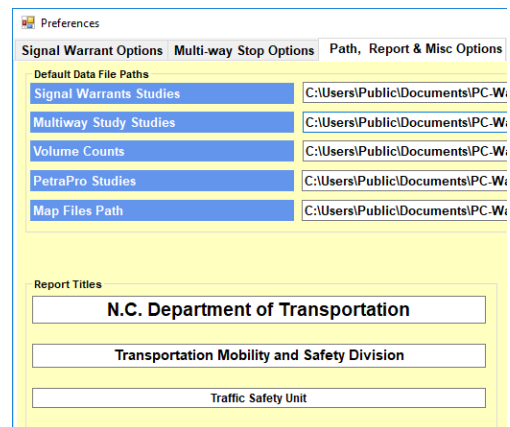 Preferences
Signal Warrant Options Multi-way Stop Options Path, Report & Misc Options
Default Data File Paths
Signal Warrants Studies C:\Users\Public\Documents\PC-Wa
Multiway Study Studies C:\Users\Public\Documents\PC-Wa
Volume Counts C:\Users\Public\Documents\PC-Wa
PetraPro Studies C:\Users\Public\Documents\PC-Wa
Map Files Path C:\Users\Public\Documents\PC-Wa
Report Titles
N.C. Department of Transportation
Transportation Mobility and Safety Division
Traffic Safety Unit